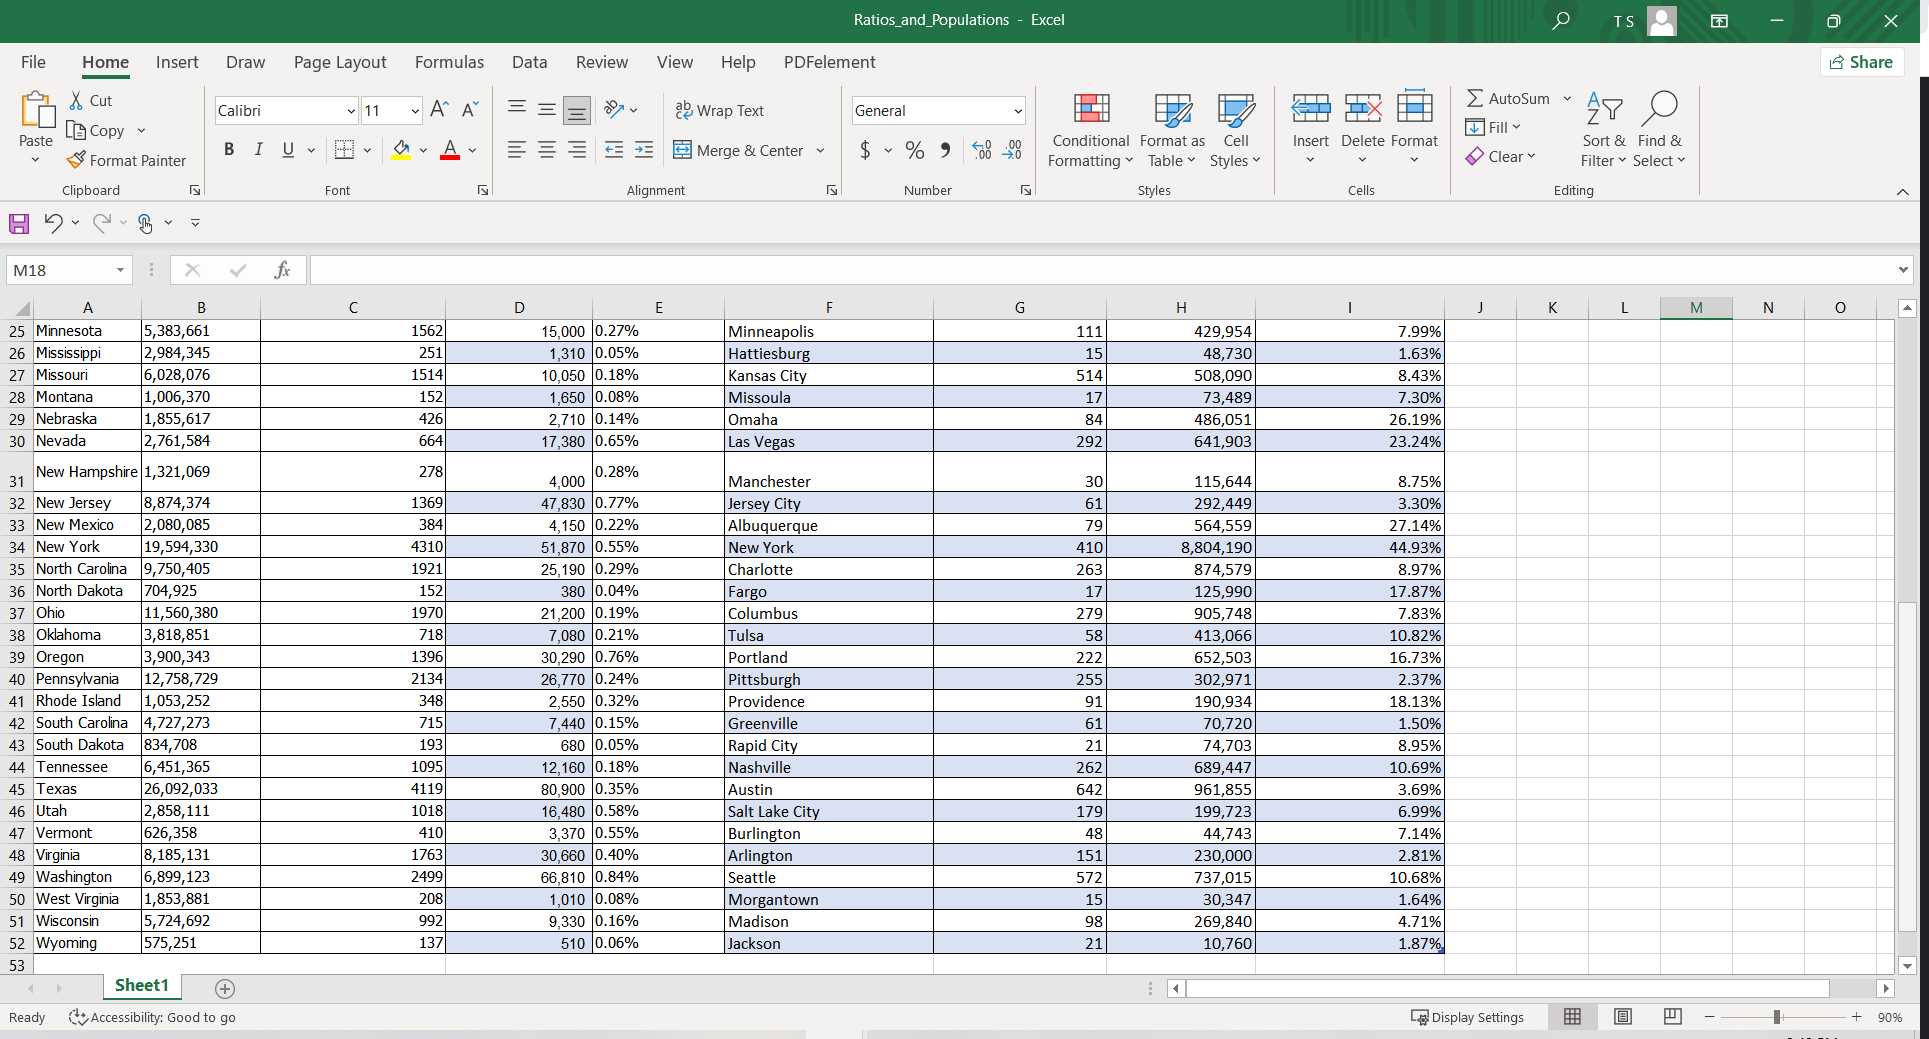 Ratios_and_Populations - Excel
T S
File Home Insert Draw Page Layout Formulas Data Review View Help PDFelement
Share
Paste
Cut
Copy
Format Painter
Clipboard
Calibri 11
B I U
Font
Wrap Text
Merge & Center
Alignment
General
$ % 
Number
Conditional Formatting
Format as Table
Cell Styles
Styles
Insert Delete Format
Cells
AutoSum
Fill
Clear
Sort & Filter
Find & Select
Editing
M18
fx
A B C D E F G H I J K L M N O
25 Minnesota 5,383,661 1562 15,000 0.27% Minneapolis 111 429,954 7.99%
26 Mississippi 2,984,345 251 1,310 0.05% Hattiesburg 15 48,730 1.63%
27 Missouri 6,028,076 1514 10,050 0.18% Kansas City 514 508,090 8.43%
28 Montana 1,006,370 152 1,650 0.08% Missoula 17 73,489 7.30%
29 Nebraska 1,855,617 426 2,710 0.14% Omaha 84 486,051 26.19%
30 Nevada 2,761,584 664 17,380 0.65% Las Vegas 292 641,903 23.24%
31 New Hampshire 1,321,069 278 4,000 0.28% Manchester 30 115,644 8.75%
32 New Jersey 8,874,374 1369 47,830 0.77% Jersey City 61 292,449 3.30%
33 New Mexico 2,080,085 384 4,150 0.22% Albuquerque 79 564,559 27.14%
34 New York 19,594,330 4310 51,870 0.55% New York 410 8,804,190 44.93%
35 North Carolina 9,750,405 1921 25,190 0.29% Charlotte 263 874,579 8.97%
36 North Dakota 704,925 152 380 0.04% Fargo 17 125,990 17.87%
37 Ohio 11,560,380 1970 21,200 0.19% Columbus 279 905,748 7.83%
38 Oklahoma 3,818,851 718 7,080 0.21% Tulsa 58 413,066 10.82%
39 Oregon 3,900,343 1396 30,290 0.76% Portland 222 652,503 16.73%
40 Pennsylvania 12,758,729 2134 26,770 0.24% Pittsburgh 255 302,971 2.37%
41 Rhode Island 1,053,252 348 2,550 0.32% Providence 91 190,934 18.13%
42 South Carolina 4,727,273 715 7,440 0.15% Greenville 61 70,720 1.50%
43 South Dakota 834,708 193 680 0.05% Rapid City 21 74,703 8.95%
44 Tennessee 6,451,365 1095 12,160 0.18% Nashville 262 689,447 10.69%
45 Texas 26,092,033 4119 80,900 0.35% Austin 642 961,855 3.69%
46 Utah 2,858,111 1018 16,480 0.58% Salt Lake City 179 199,723 6.99%
47 Vermont 626,358 410 3,370 0.55% Burlington 48 44,743 7.14%
48 Virginia 8,185,131 1763 30,660 0.40% Arlington 151 230,000 2.81%
49 Washington 6,899,123 2499 66,810 0.84% Seattle 572 737,015 10.68%
50 West Virginia 1,853,881 208 1,010 0.08% Morgantown 15 30,347 1.64%
51 Wisconsin 5,724,692 992 9,330 0.16% Madison 98 269,840 4.71%
52 Wyoming 575,251 137 510 0.06% Jackson 21 10,760 1.87%
53
Sheet1
Ready Accessibility: Good to go Display Settings 90%